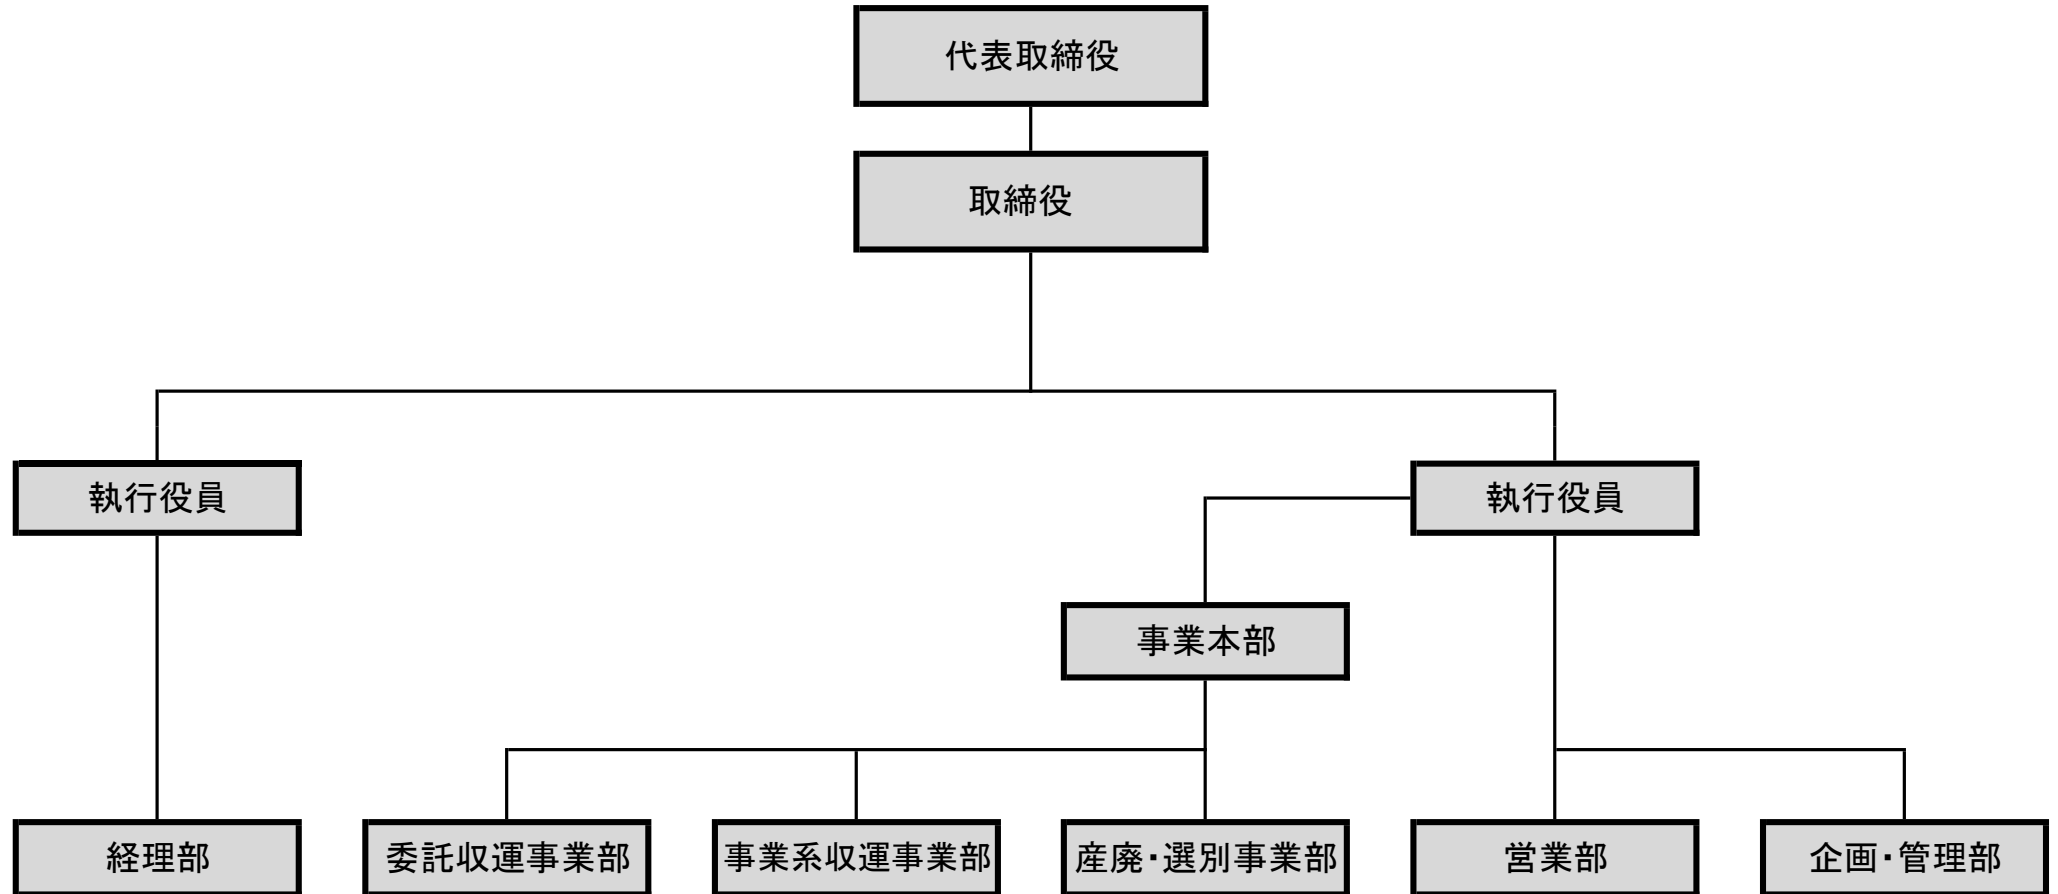 代表取締役
取締役
執行役員
執行役員
事業本部
経理部
委託収運事業部
事業系収運事業部
産廃・選別事業部
営業部
企画・管理部